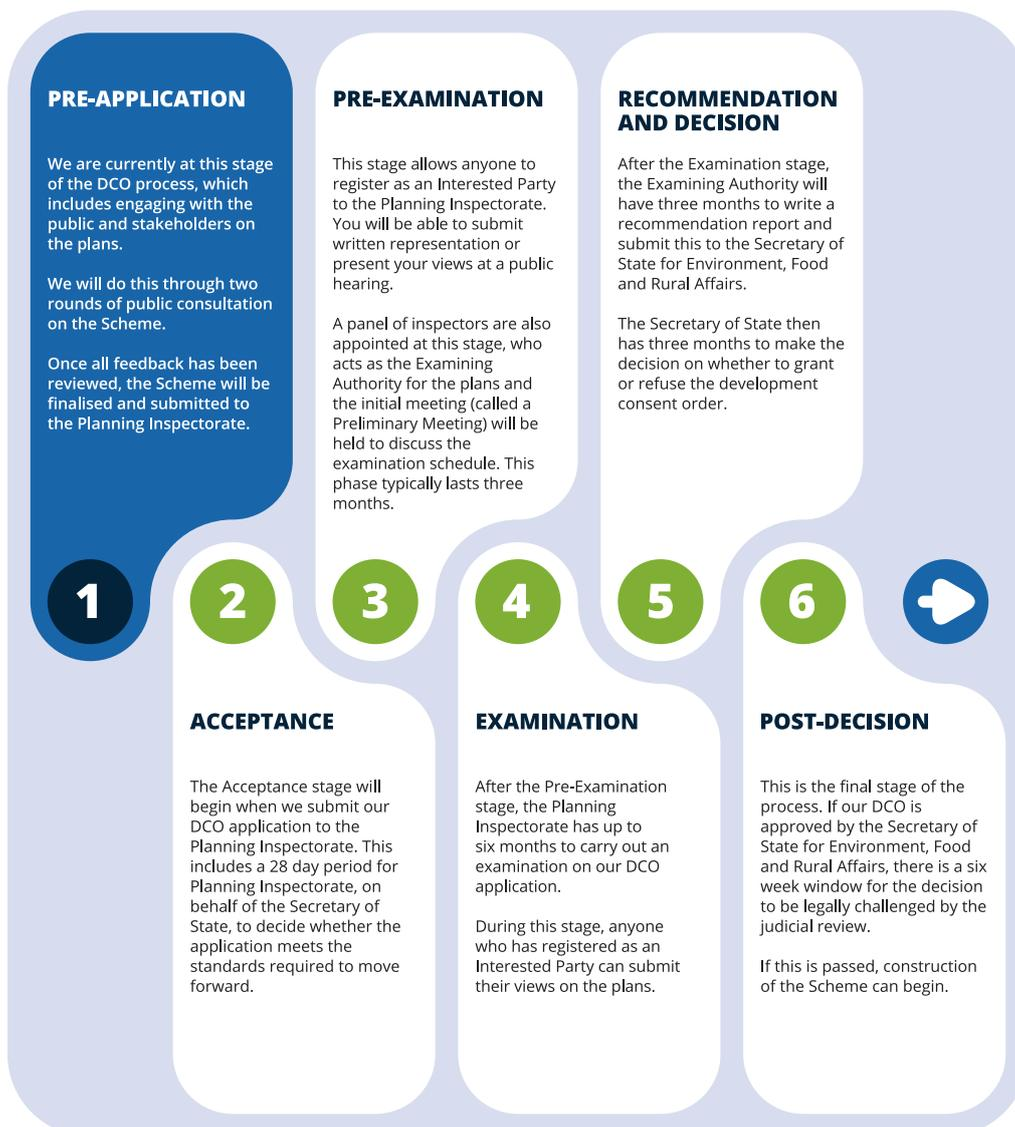 PRE-APPLICATION
We are currently at this stage
of the DCO process, which
includes engaging with the
public and stakeholders on
the plans.
We will do this through two
rounds of public consultation
on the Scheme.
Once all feedback has been
reviewed, the Scheme will be
finalised and submitted to
the Planning Inspectorate.
1
2
ACCEPTANCE
The Acceptance stage will
begin when we submit our
DCO application to the
Planning Inspectorate. This
includes a 28 day period for
Planning Inspectorate, on
behalf of the Secretary of
State, to decide whether the
application meets the
standards required to move
forward.
PRE-EXAMINATION
This stage allows anyone to
register as an Interested Party
to the Planning Inspectorate.
You will be able to submit
written representation or
present your views at a public
hearing.
A panel of inspectors are also
appointed at this stage, who
acts as the Examining
Authority for the plans and
the initial meeting (called a
Preliminary Meeting) will be
held to discuss the
examination schedule. This
phase typically lasts three
months.
3
4
EXAMINATION
After the Pre-Examination
stage, the Planning
Inspectorate has up to
six months to carry out an
examination on our DCO
application.
During this stage, anyone
who has registered as an
Interested Party can submit
their views on the plans.
RECOMMENDATION
AND DECISION
After the Examination stage,
the Examining Authority will
have three months to write a
recommendation report and
submit this to the Secretary of
State for Environment, Food
and Rural Affairs.
The Secretary of State then
has three months to make the
decision on whether to grant
or refuse the development
consent order.
5
6
POST-DECISION
This is the final stage of the
process. If our DCO is
approved by the Secretary of
State for Environment, Food
and Rural Affairs, there is a six
week window for the decision
to be legally challenged by the
judicial review.
If this is passed, construction
of the Scheme can begin.